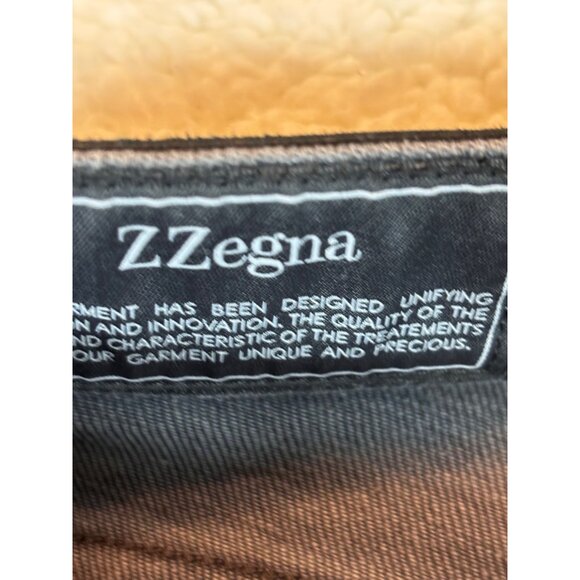 ZZegna
RMENT HAS BEEN DESIGNED UNIFYING
ON AND INNOVATION. THE QUALITY OF THE
ND CHARACTERISTIC OF THE TREATEMENTS
OUR GARMENT UNIQUE AND PRECIOUS.